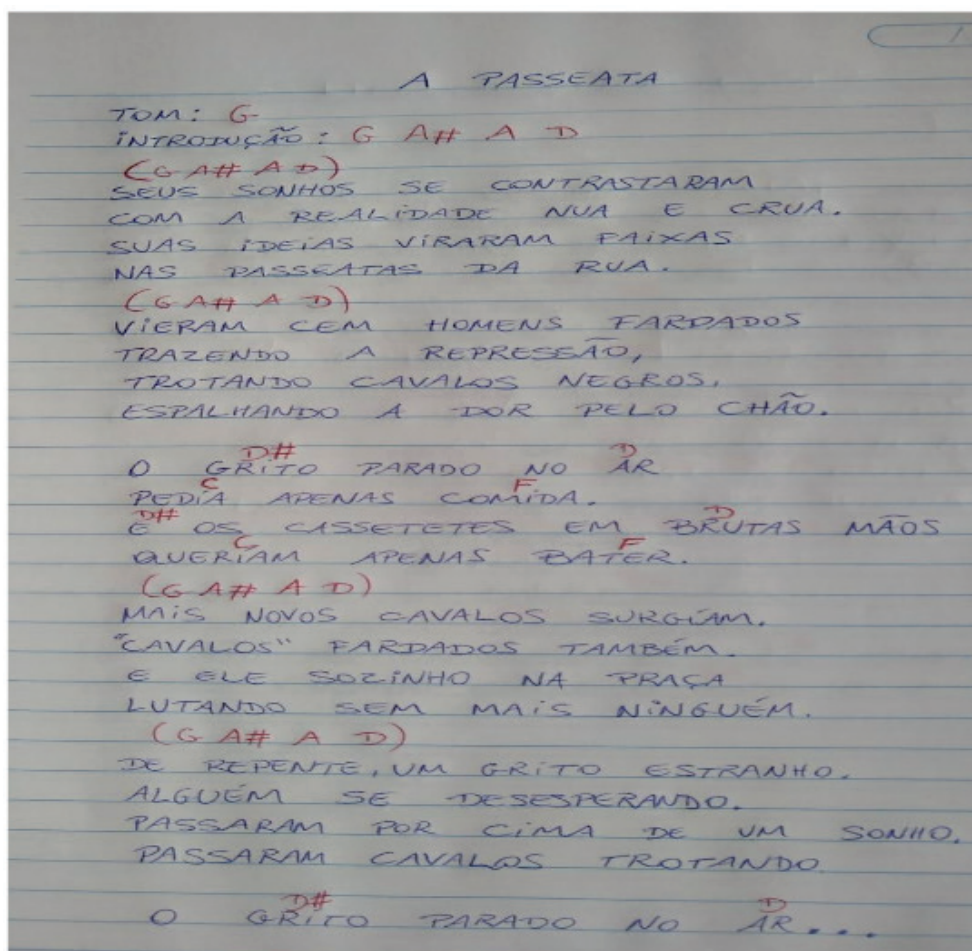 1
A PASSEATA
TOM: G
INTRODUÇÃO: G A# A D
(G A# A D)
SEUS SONHOS SE CONTRASTARAM
COM A REALIDADE NUA E CRUA.
SUAS IDEIAS VIRARAM FAIXAS
NAS PASSEATAS DA RUA.
(G A# A D)
VIERAM CEM HOMENS FARDADOS
TRAZENDO A REPRESSÃO,
TROTANDO CAVALOS NEGROS,
ESPALHANDO A DOR PELO CHÃO.
D# D
O GRITO PARADO NO AR
C F
PEDIA APENAS COMIDA.
D# D
E OS CASSETETES EM BRUTAS MÃOS
C F
QUERIAM APENAS BATER.
(G A# A D)
MAIS NOVOS CAVALOS SURGIAM.
"CAVALOS" FARDADOS TAMBÉM.
E ELE SOZINHO NA PRAÇA
LUTANDO SEM MAIS NINGUÉM.
(G A# A D)
DE REPENTE, UM GRITO ESTRANHO.
ALGUÉM SE DESESPERANDO.
PASSARAM POR CIMA DE UM SONHO.
PASSARAM CAVALOS TROTANDO.
D# D
O GRITO PARADO NO AR...